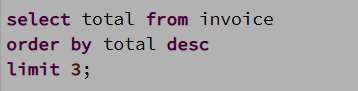 select total from invoice
order by total desc
limit 3;